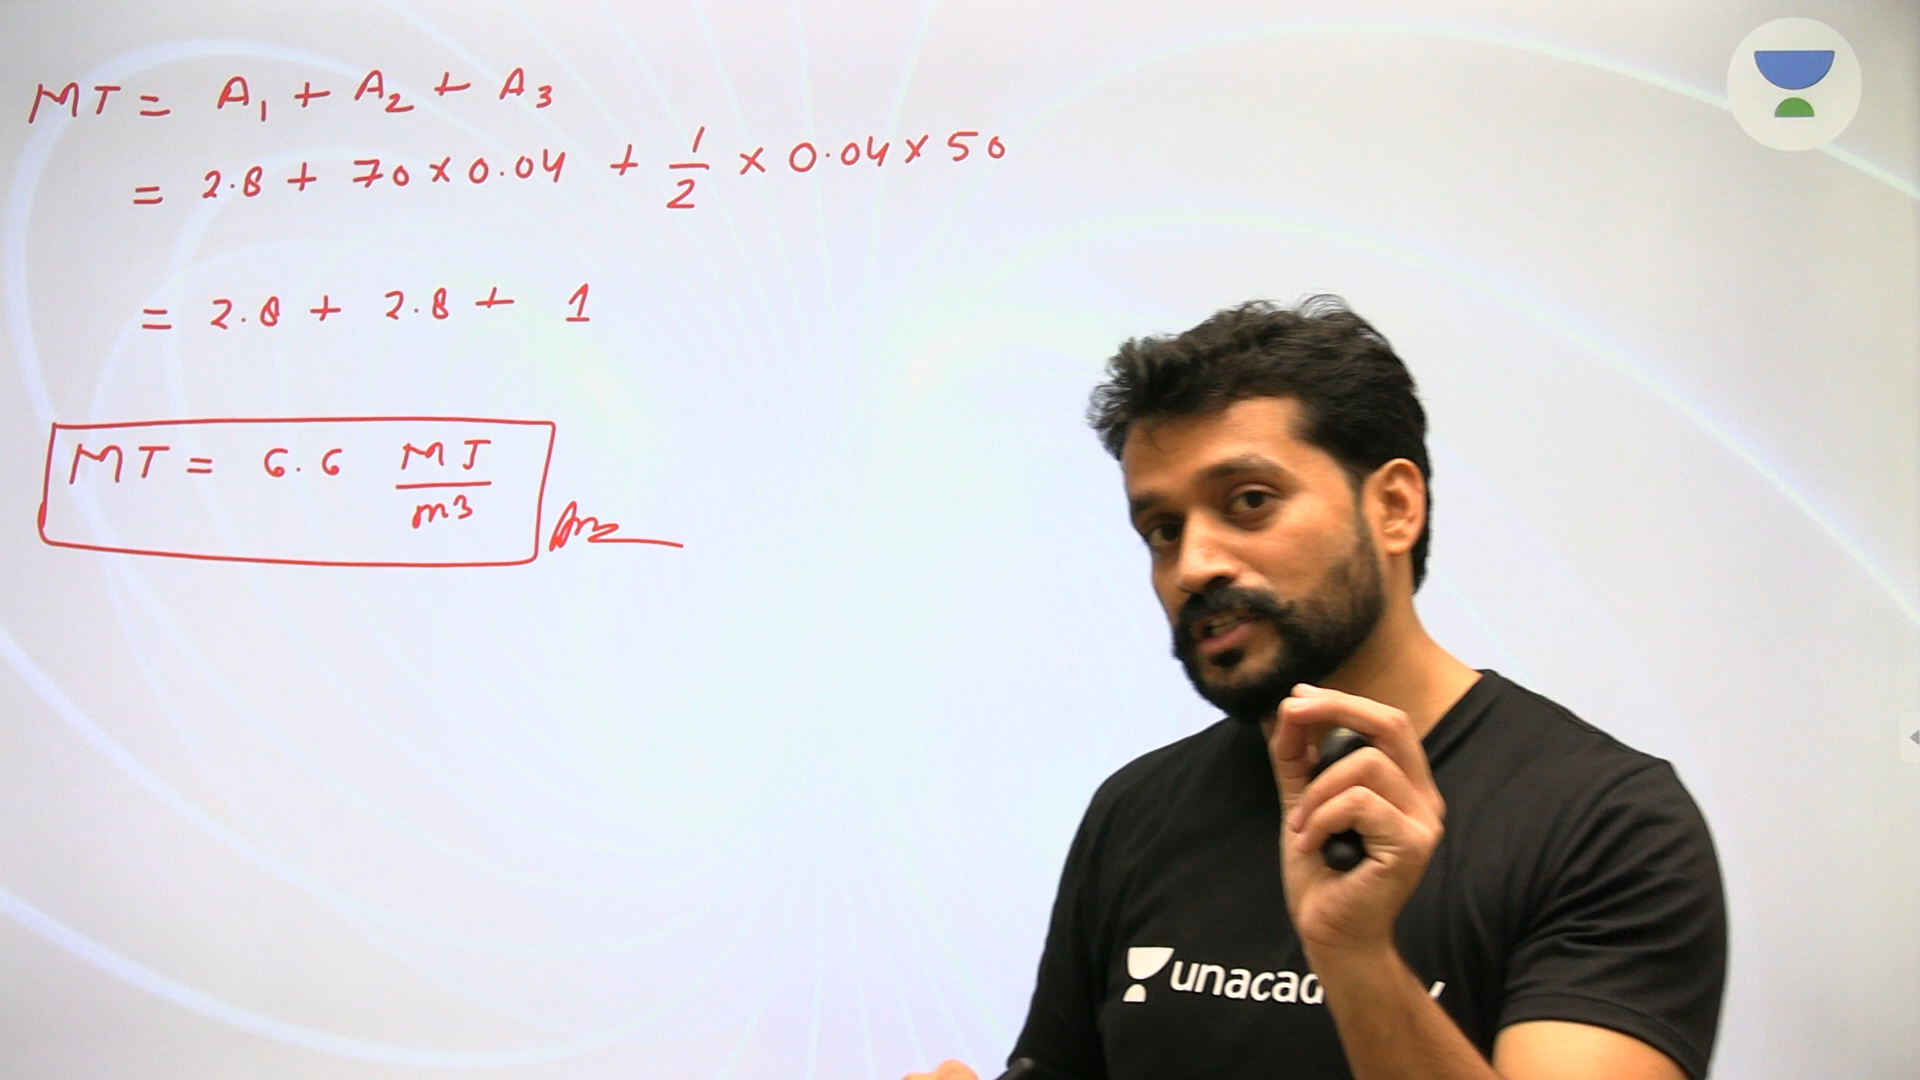 MT = A₁ + A₂ + A₃
= 2.8 + 70 × 0.04 + 1/2 × 0.04 × 50
= 2.8 + 2.8 + 1
MT = 6.6 MJ/m3
Ans
unacad